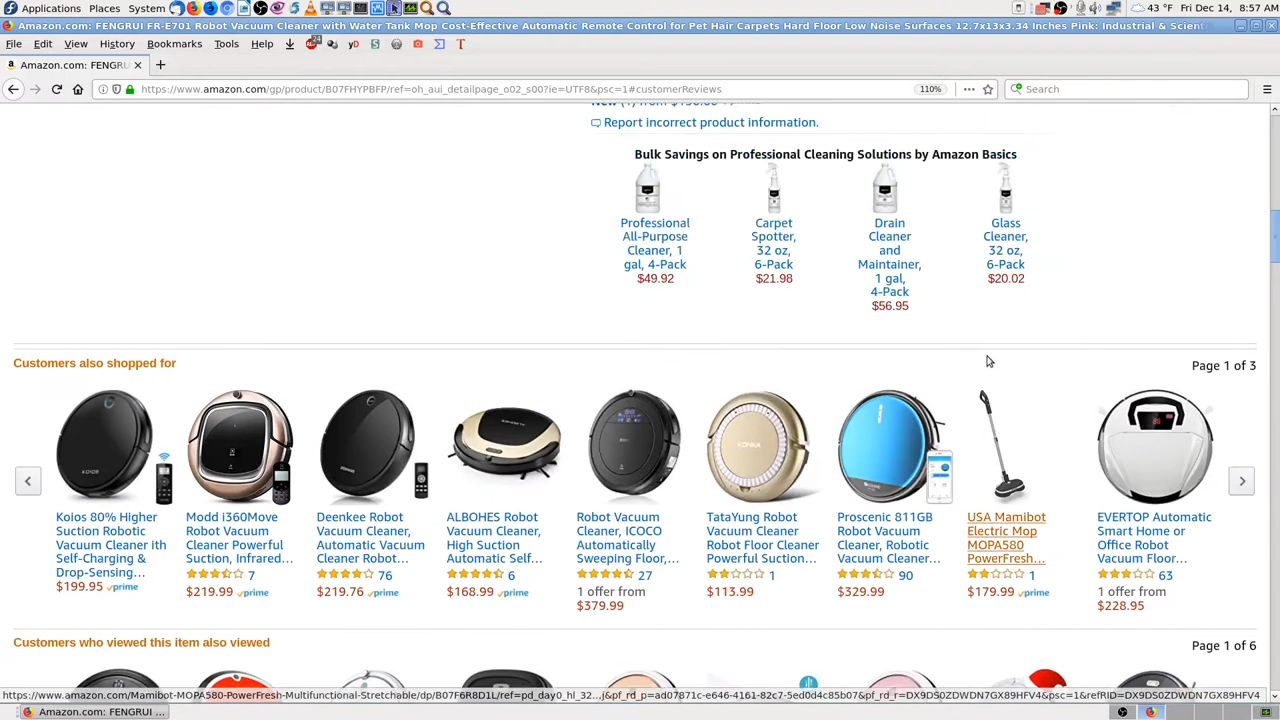 Applications Places System 43 °F Fri Dec 14, 8:57 AM
Amazon.com: FENGRUI FR-E701 Robot Vacuum Cleaner with Water Tank Mop Cost-Effective Automatic Remote Control for Pet Hair Carpets Hard Floor Low Noise Surfaces 12.7x13x3.34 Inches Pink: Industrial & Scient
File Edit View History Bookmarks Tools Help
Amazon.com: FENGRUI
https://www.amazon.com/gp/product/B07FHYPBFP/ref=oh_aui_detailpage_o02_s00?ie=UTF8&psc=1#customerReviews 110% Search
Report incorrect product information.
Bulk Savings on Professional Cleaning Solutions by Amazon Basics
Professional All-Purpose Cleaner, 1 gal, 4-Pack
$49.92
Carpet Spotter, 32 oz, 6-Pack
$21.98
Drain Cleaner and Maintainer, 1 gal, 4-Pack
$56.95
Glass Cleaner, 32 oz, 6-Pack
$20.02
Customers also shopped for Page 1 of 3
Koios 80% Higher
Suction Robotic
Vacuum Cleaner ith
Self-Charging &
Drop-Sensing...
$199.95 prime
Modd i360Move
Robot Vacuum
Cleaner Powerful
Suction, Infrared...
7
$219.99 prime
Deenkee Robot
Vacuum Cleaner,
Automatic Vacuum
Cleaner Robot...
76
$219.76 prime
ALBOHES Robot
Vacuum Cleaner,
High Suction
Automatic Self...
6
$168.99 prime
Robot Vacuum
Cleaner, ICOCO
Automatically
Sweeping Floor,...
27
1 offer from
$379.99
TataYung Robot
Vacuum Cleaner
Robot Floor Cleaner
Powerful Suction...
1
$113.99
Proscenic 811GB
Robot Vacuum
Cleaner, Robotic
Vacuum Cleaner...
90
$329.99
USA Mamibot
Electric Mop
MOPA580
PowerFresh...
1
$179.99 prime
EVERTOP Automatic
Smart Home or
Office Robot
Vacuum Floor...
63
1 offer from
$228.95
Customers who viewed this item also viewed Page 1 of 6
https://www.amazon.com/Mamibot-MOPA580-PowerFresh-Multifunctional-Stretchable/dp/B07F6R8D1L/ref=pd_day0_hl_32...j&pf_rd_p=ad07871c-e646-4161-82c7-5ed0d4c85b07&pf_rd_r=DX9DS0ZDWDN7GX89HFV4&psc=1&refRID=DX9DS0ZDWDN7GX89HFV4
Amazon.com: FENGRUI ...